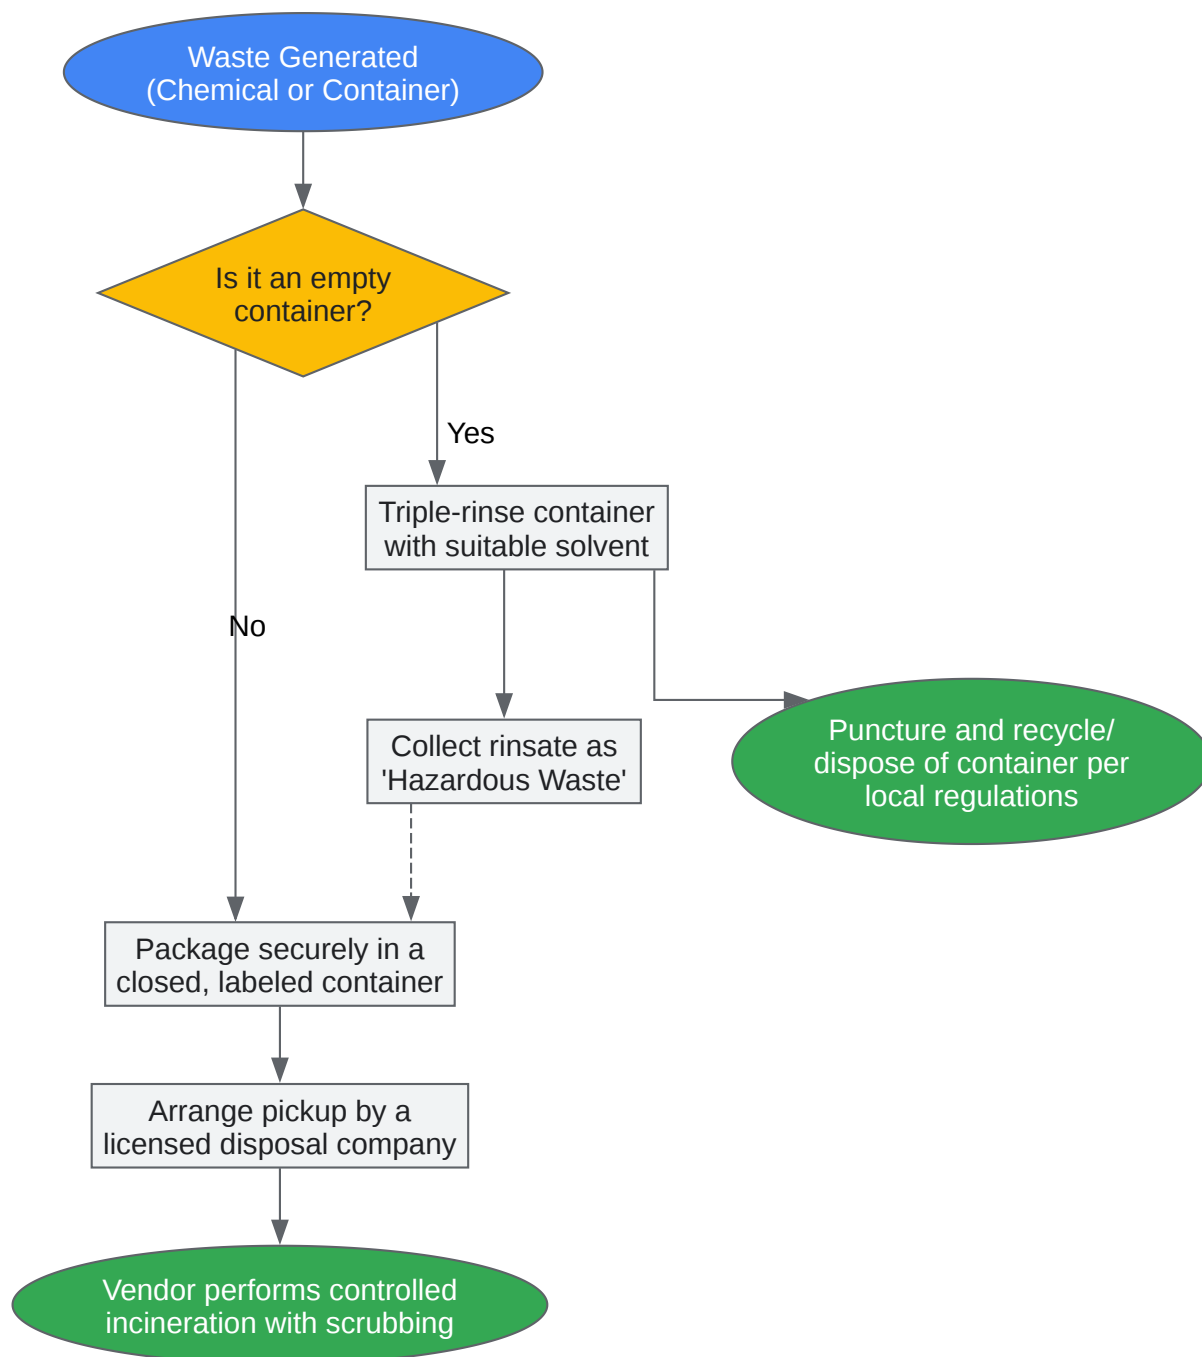 Waste Generated
(Chemical or Container)
Is it an empty
container?
Yes
Triple-rinse container
with suitable solvent
No
Collect rinsate as
'Hazardous Waste'
Puncture and recycle/
dispose of container per
local regulations
Package securely in a
closed, labeled container
Arrange pickup by a
licensed disposal company
Vendor performs controlled
incineration with scrubbing